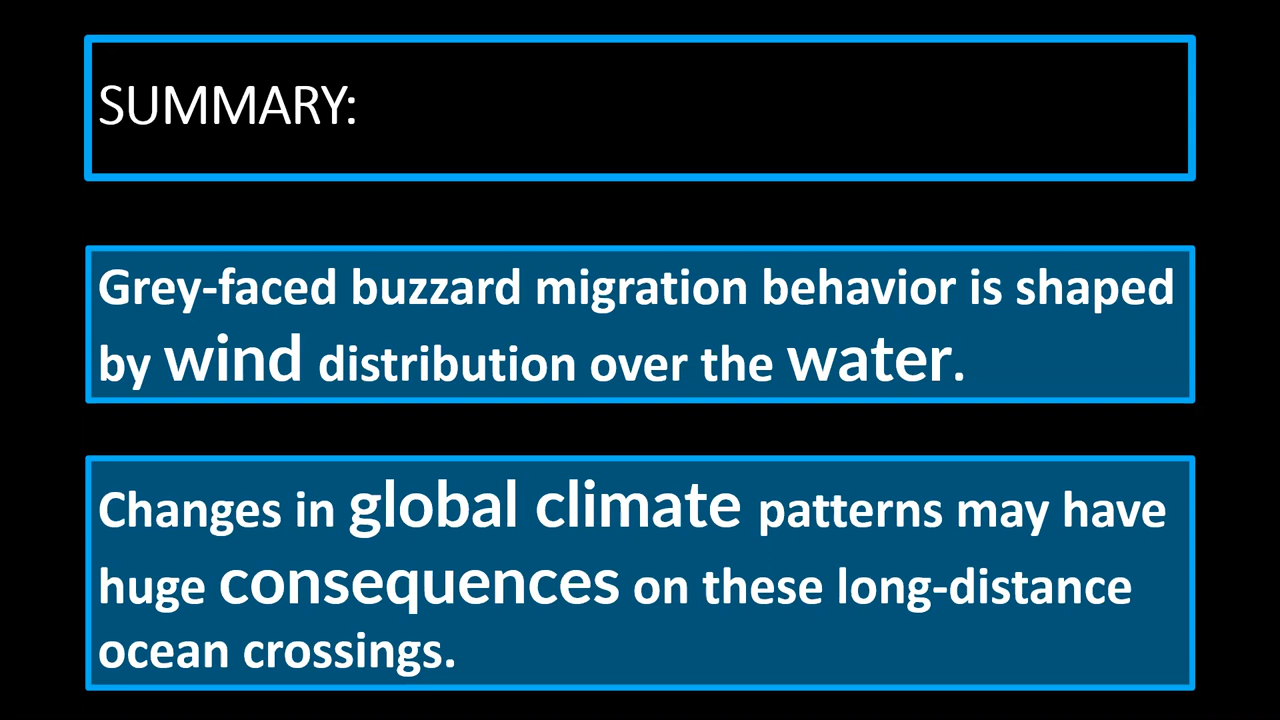 SUMMARY:
Grey-faced buzzard migration behavior is shaped
by wind distribution over the water.
Changes in global climate patterns may have
huge consequences on these long-distance
ocean crossings.